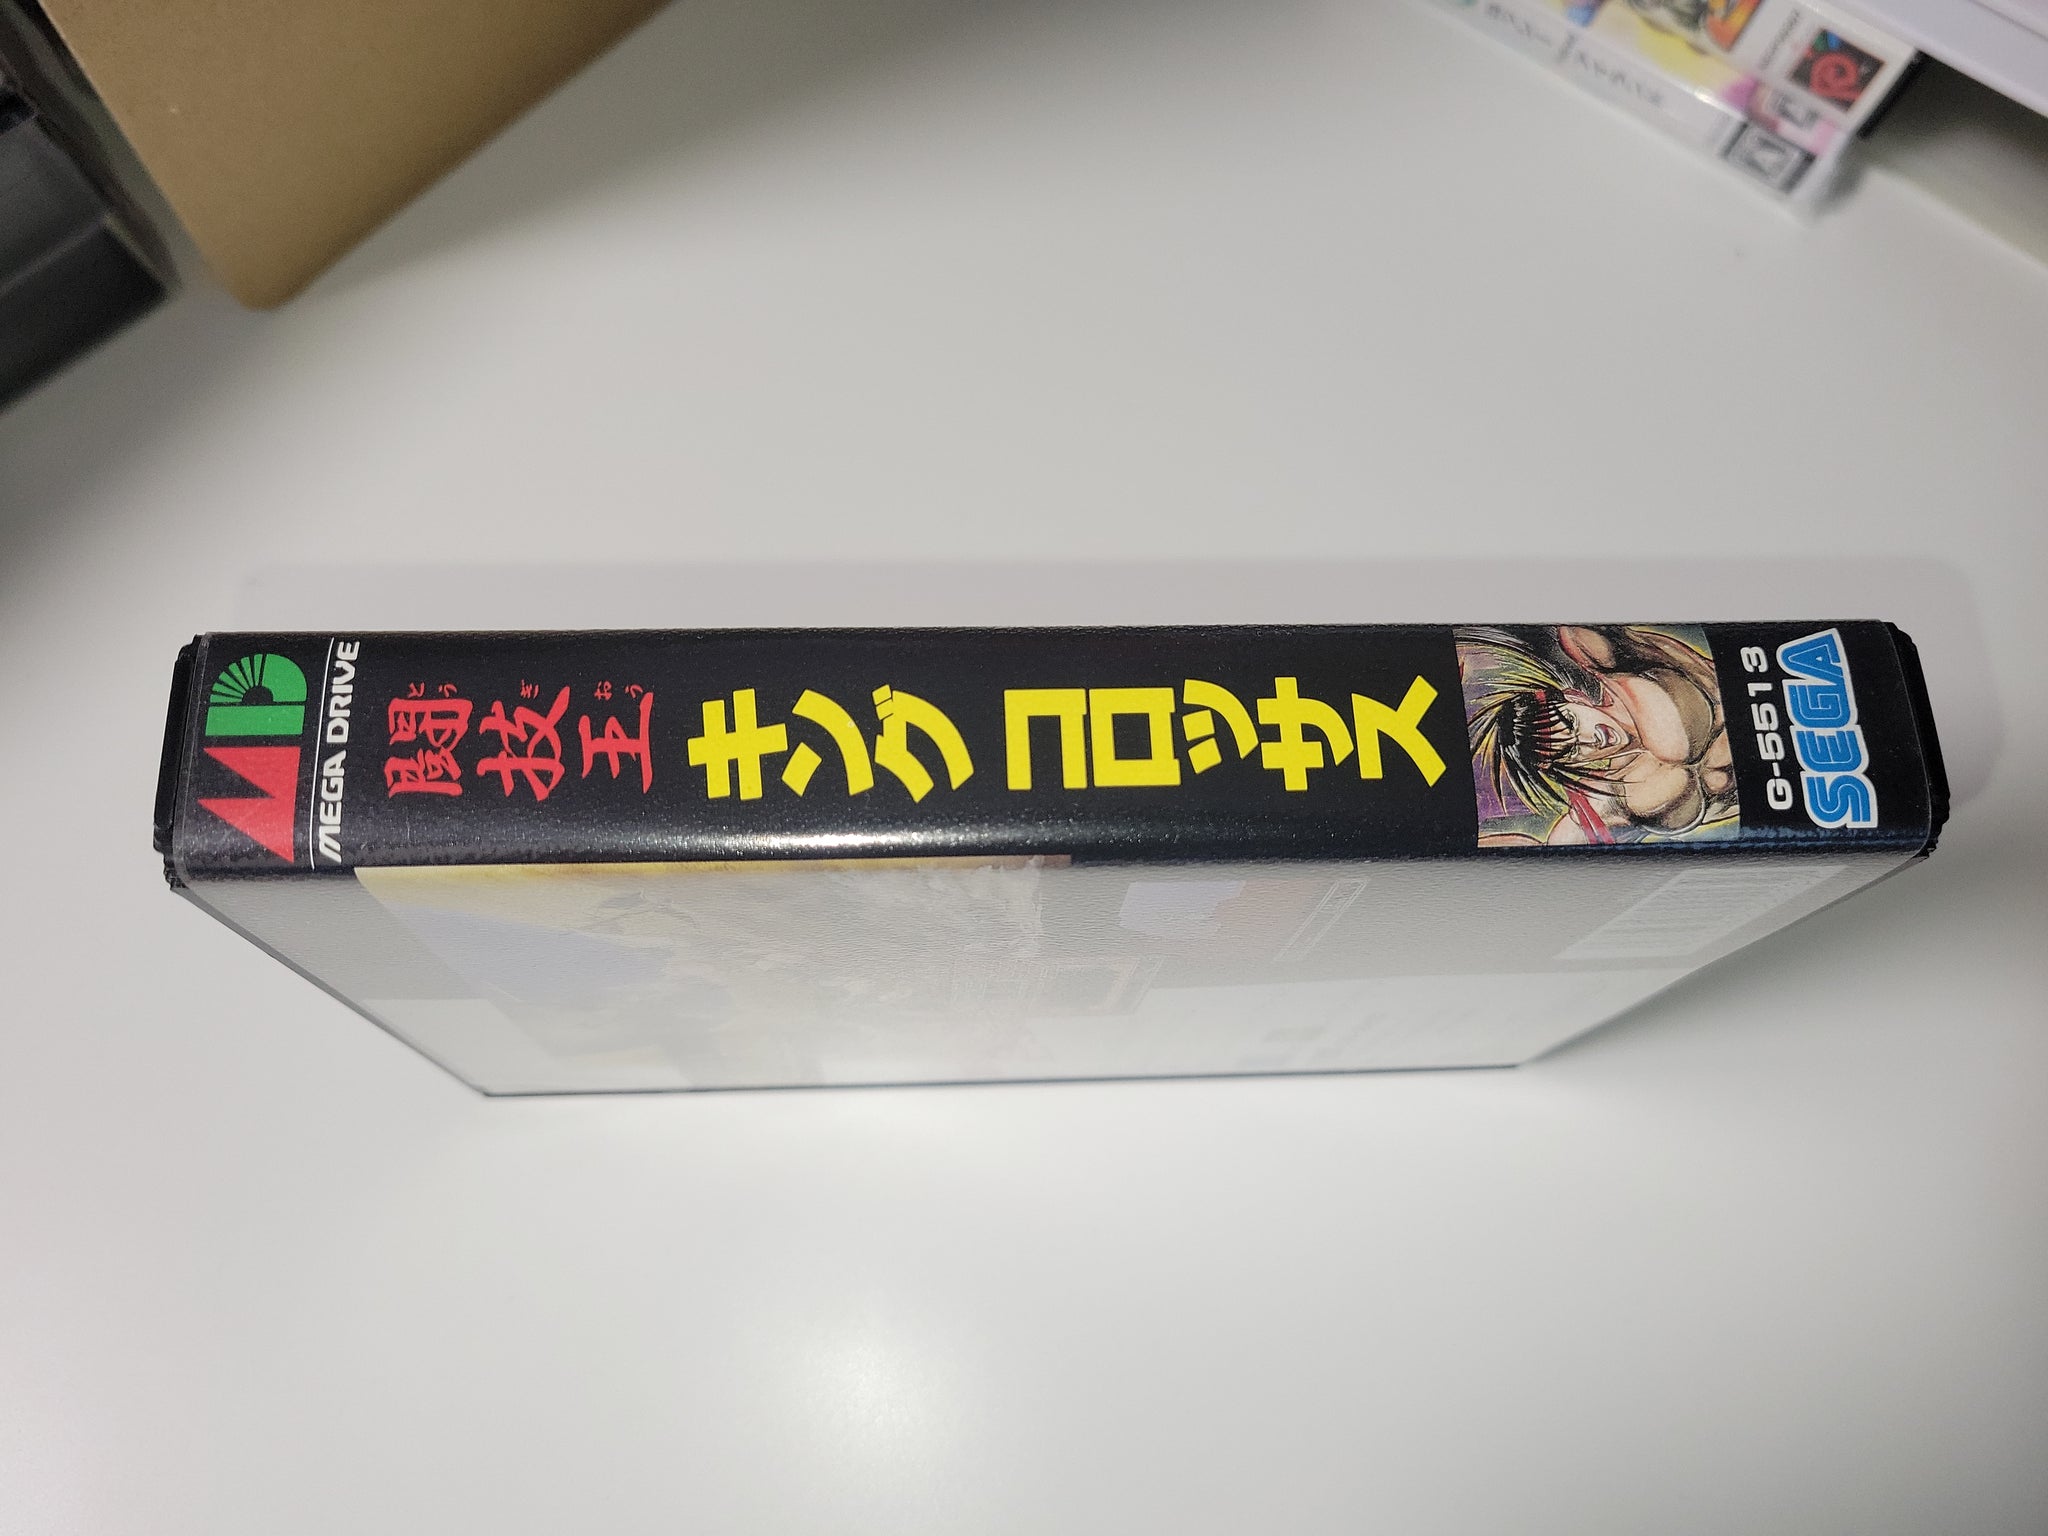 MEGA DRIVE
闘技王
とうぎおう
キング コロッサス
G-5513
SEGA